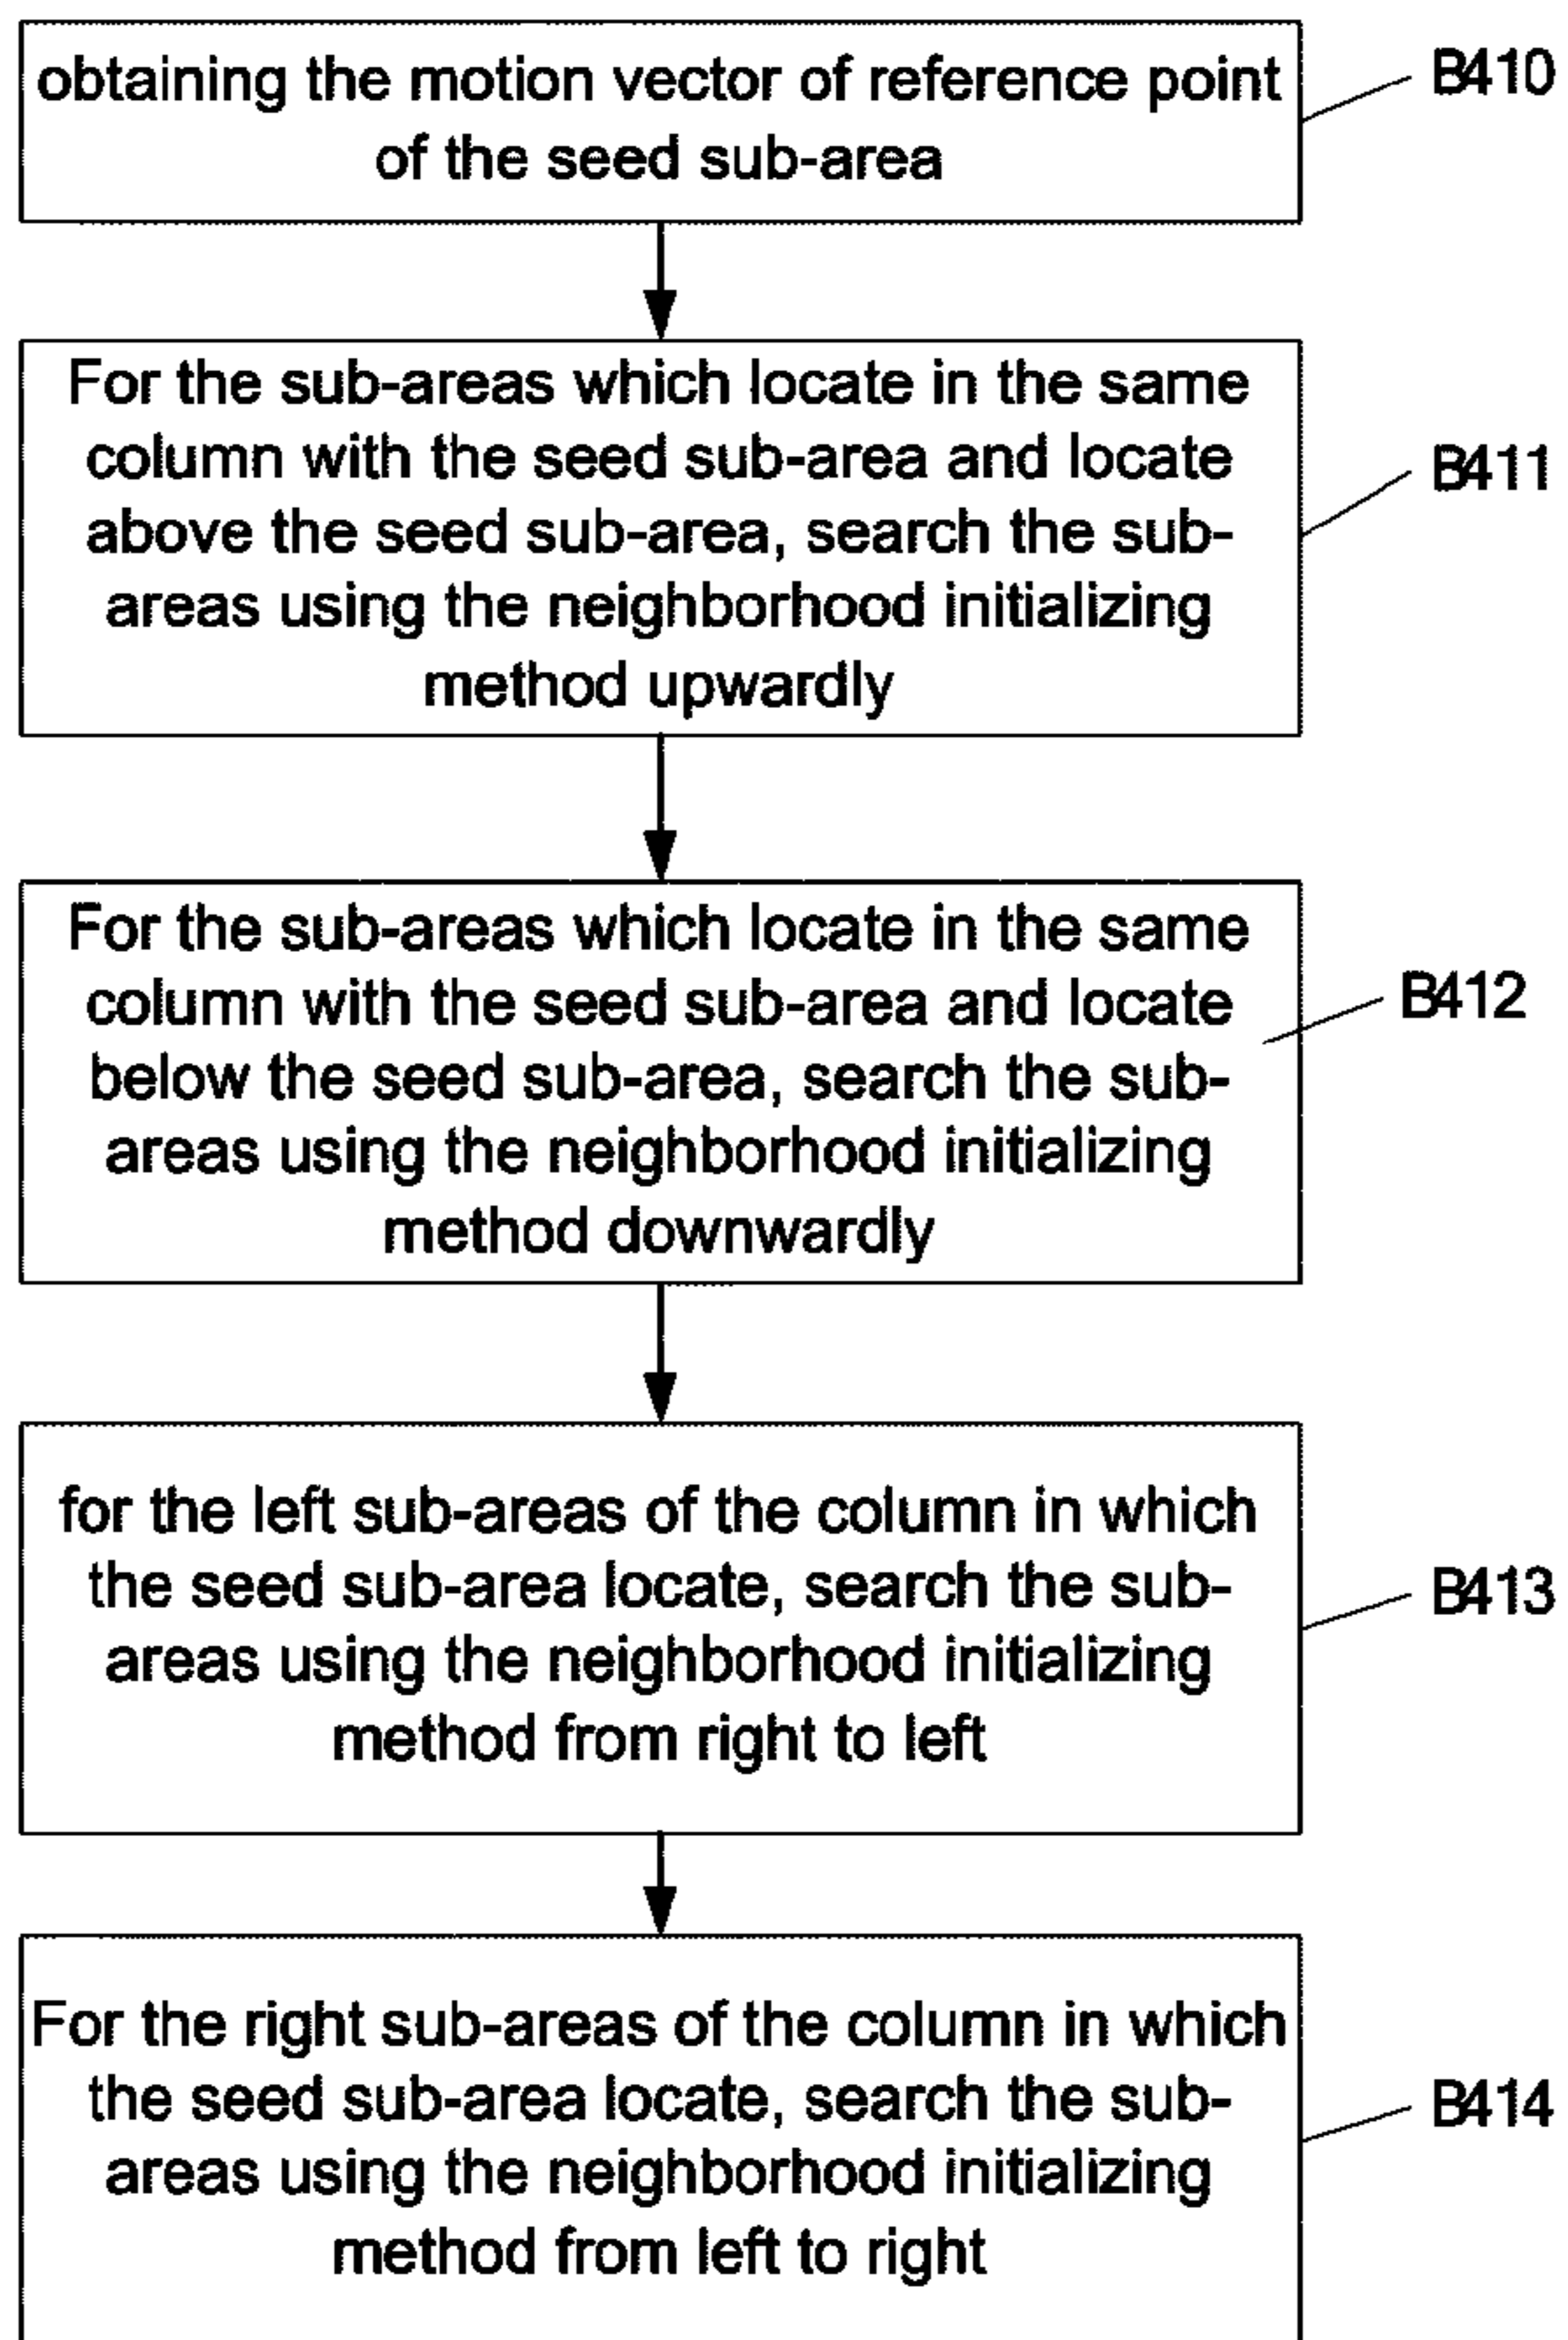 obtaining the motion vector of reference point
of the seed sub-area
B410
For the sub-areas which locate in the same
column with the seed sub-area and locate
above the seed sub-area, search the sub-
areas using the neighborhood initializing
method upwardly
B411
For the sub-areas which locate in the same
column with the seed sub-area and locate
below the seed sub-area, search the sub-
areas using the neighborhood initializing
method downwardly
B412
for the left sub-areas of the column in which
the seed sub-area locate, search the sub-
areas using the neighborhood initializing
method from right to left
B413
For the right sub-areas of the column in which
the seed sub-area locate, search the sub-
areas using the neighborhood initializing
method from left to right
B414